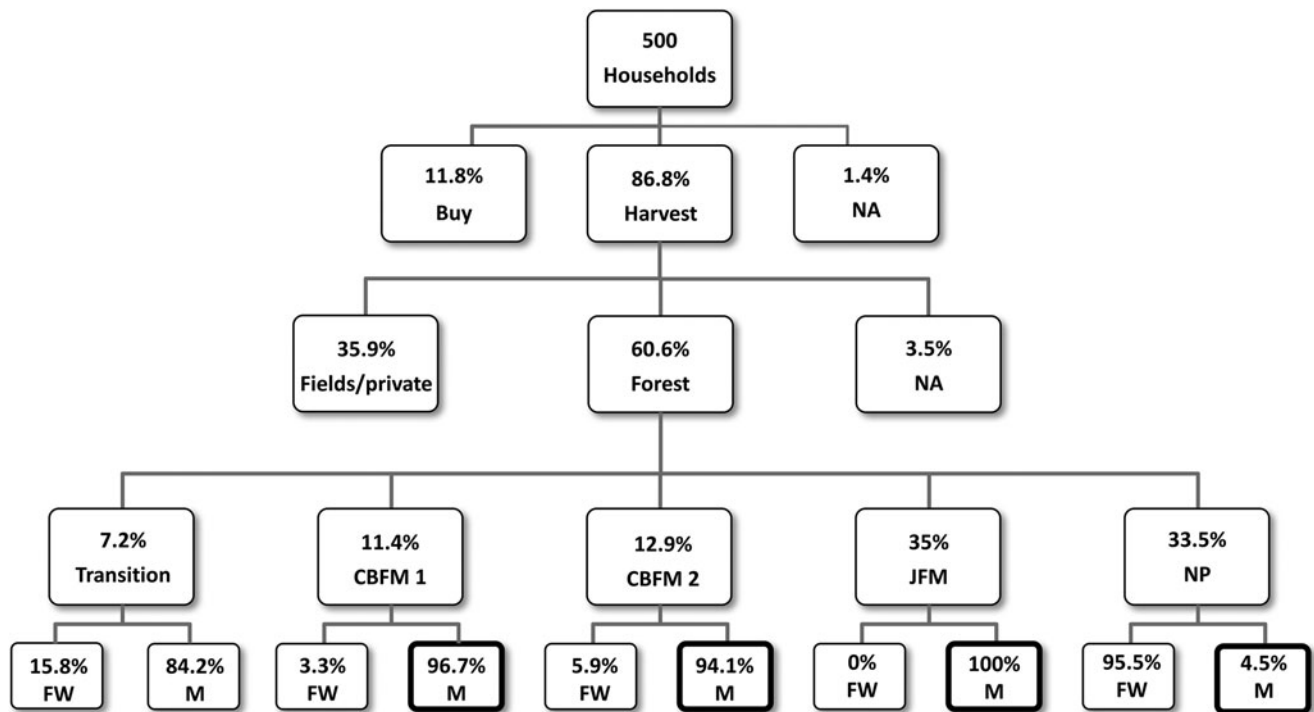 500
Households
11.8%
Buy
86.8%
Harvest
1.4%
NA
35.9%
Fields/private
60.6%
Forest
3.5%
NA
7.2%
Transition
11.4%
CBFM 1
12.9%
CBFM 2
35%
JFM
33.5%
NP
15.8%
FW
84.2%
M
3.3%
FW
96.7%
M
5.9%
FW
94.1%
M
0%
FW
100%
M
95.5%
FW
4.5%
M